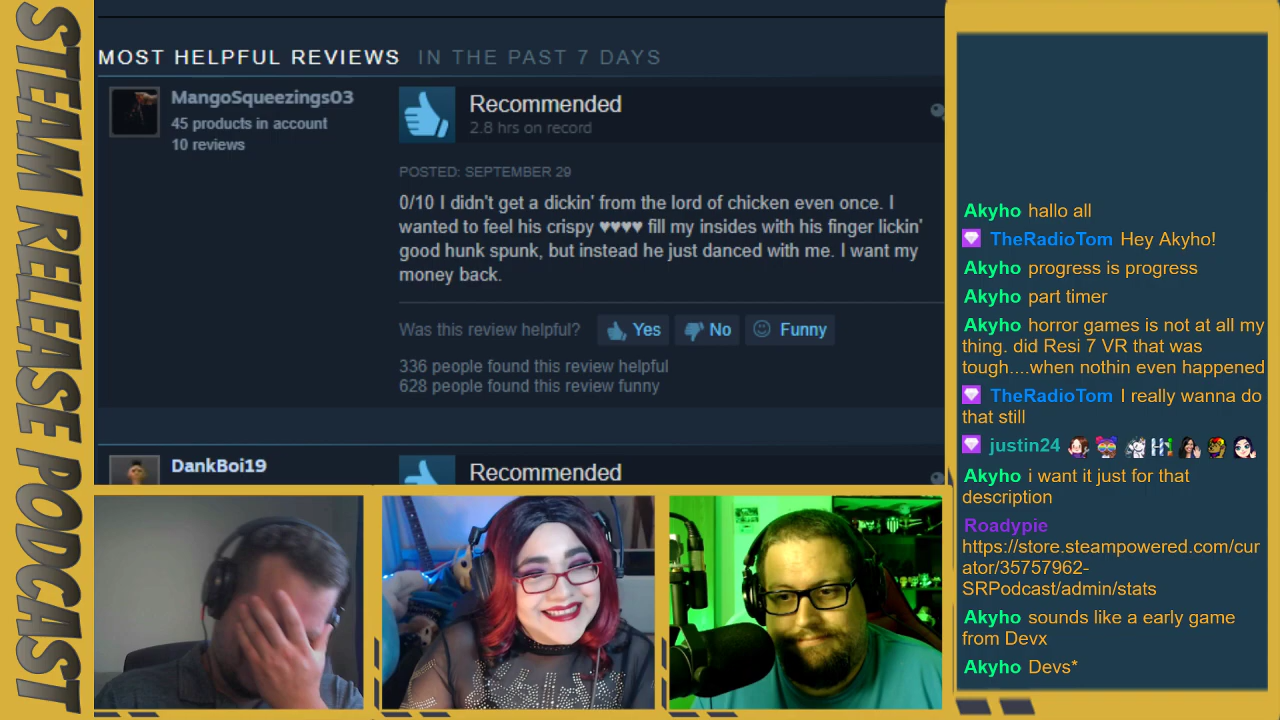 STEAM RELEASE PODCAST
MOST HELPFUL REVIEWS IN THE PAST 7 DAYS
MangoSqueezings03
45 products in account
10 reviews
Recommended
2.8 hrs on record
POSTED: SEPTEMBER 29
0/10 I didn't get a dickin' from the lord of chicken even once. I
wanted to feel his crispy ♥♥♥♥ fill my insides with his finger lickin'
good hunk spunk, but instead he just danced with me. I want my
money back.
Was this review helpful? Yes No Funny
336 people found this review helpful
628 people found this review funny
DankBoi19
Recommended
Akyho hallo all
TheRadioTom Hey Akyho!
Akyho progress is progress
Akyho part timer
Akyho horror games is not at all my
thing. did Resi 7 VR that was
tough....when nothin even happened
TheRadioTom I really wanna do
that still
justin24
Akyho i want it just for that
description
Roadypie
https://store.steampowered.com/cur
ator/35757962-
SRPodcast/admin/stats
Akyho sounds like a early game
from Devx
Akyho Devs*